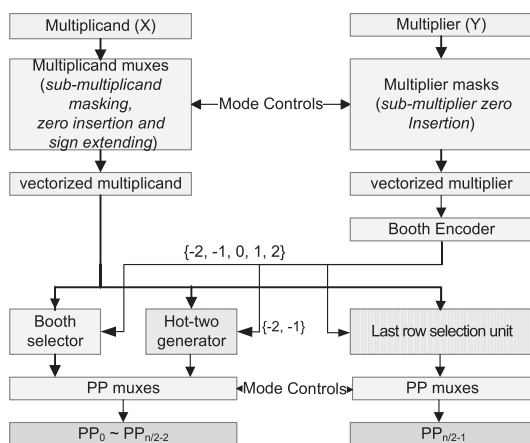 Multiplicand (X)
Multiplier (Y)
Multiplicand muxes
(sub-multiplicand
masking,
zero insertion and
sign extending)
Mode Controls
Multiplier masks
(sub-multiplier zero
Insertion)
vectorized multiplicand
vectorized multiplier
Booth Encoder
{-2, -1, 0, 1, 2}
Booth
selector
Hot-two
generator
{-2, -1}
Last row selection unit
PP muxes
Mode Controls
PP muxes
PP0 ~ PPn/2-2
PPn/2-1